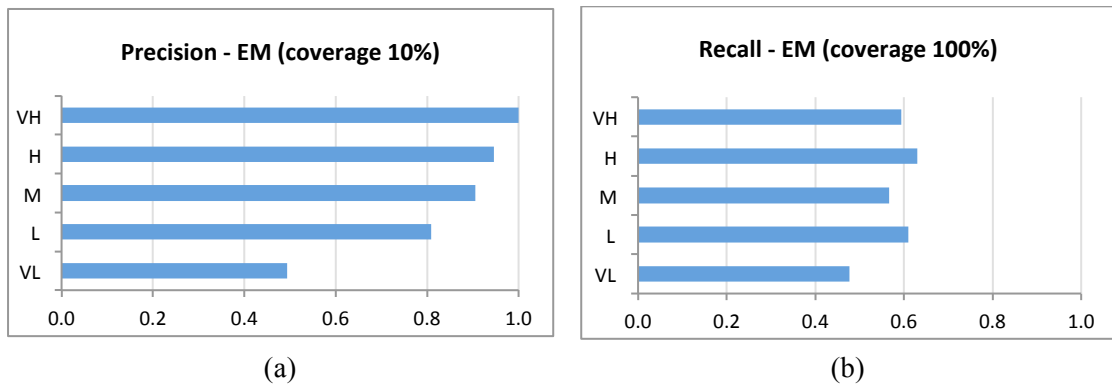 Precision - EM (coverage 10%)
VH
H
M
L
VL
0.0 0.2 0.4 0.6 0.8 1.0
(a)
Recall - EM (coverage 100%)
VH
H
M
L
VL
0.0 0.2 0.4 0.6 0.8 1.0
(b)